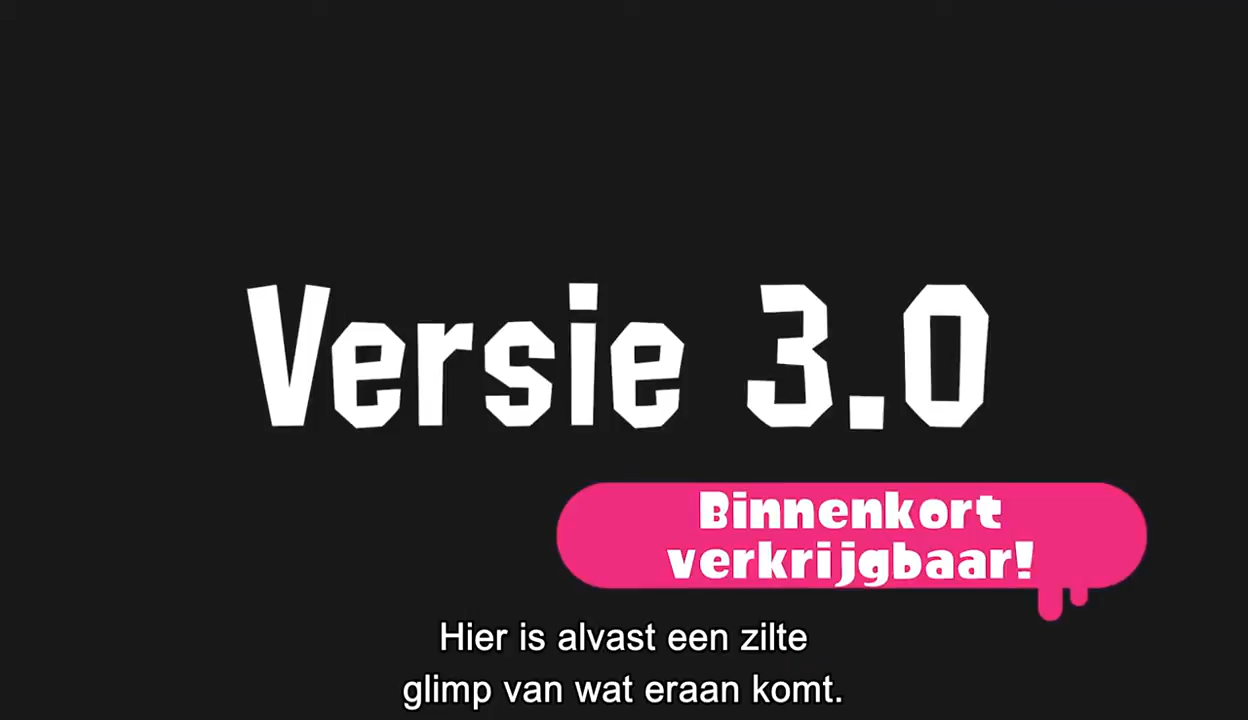 Versie 3.0
Binnenkort
verkrijgbaar!
Hier is alvast een zilte
glimp van wat eraan komt.